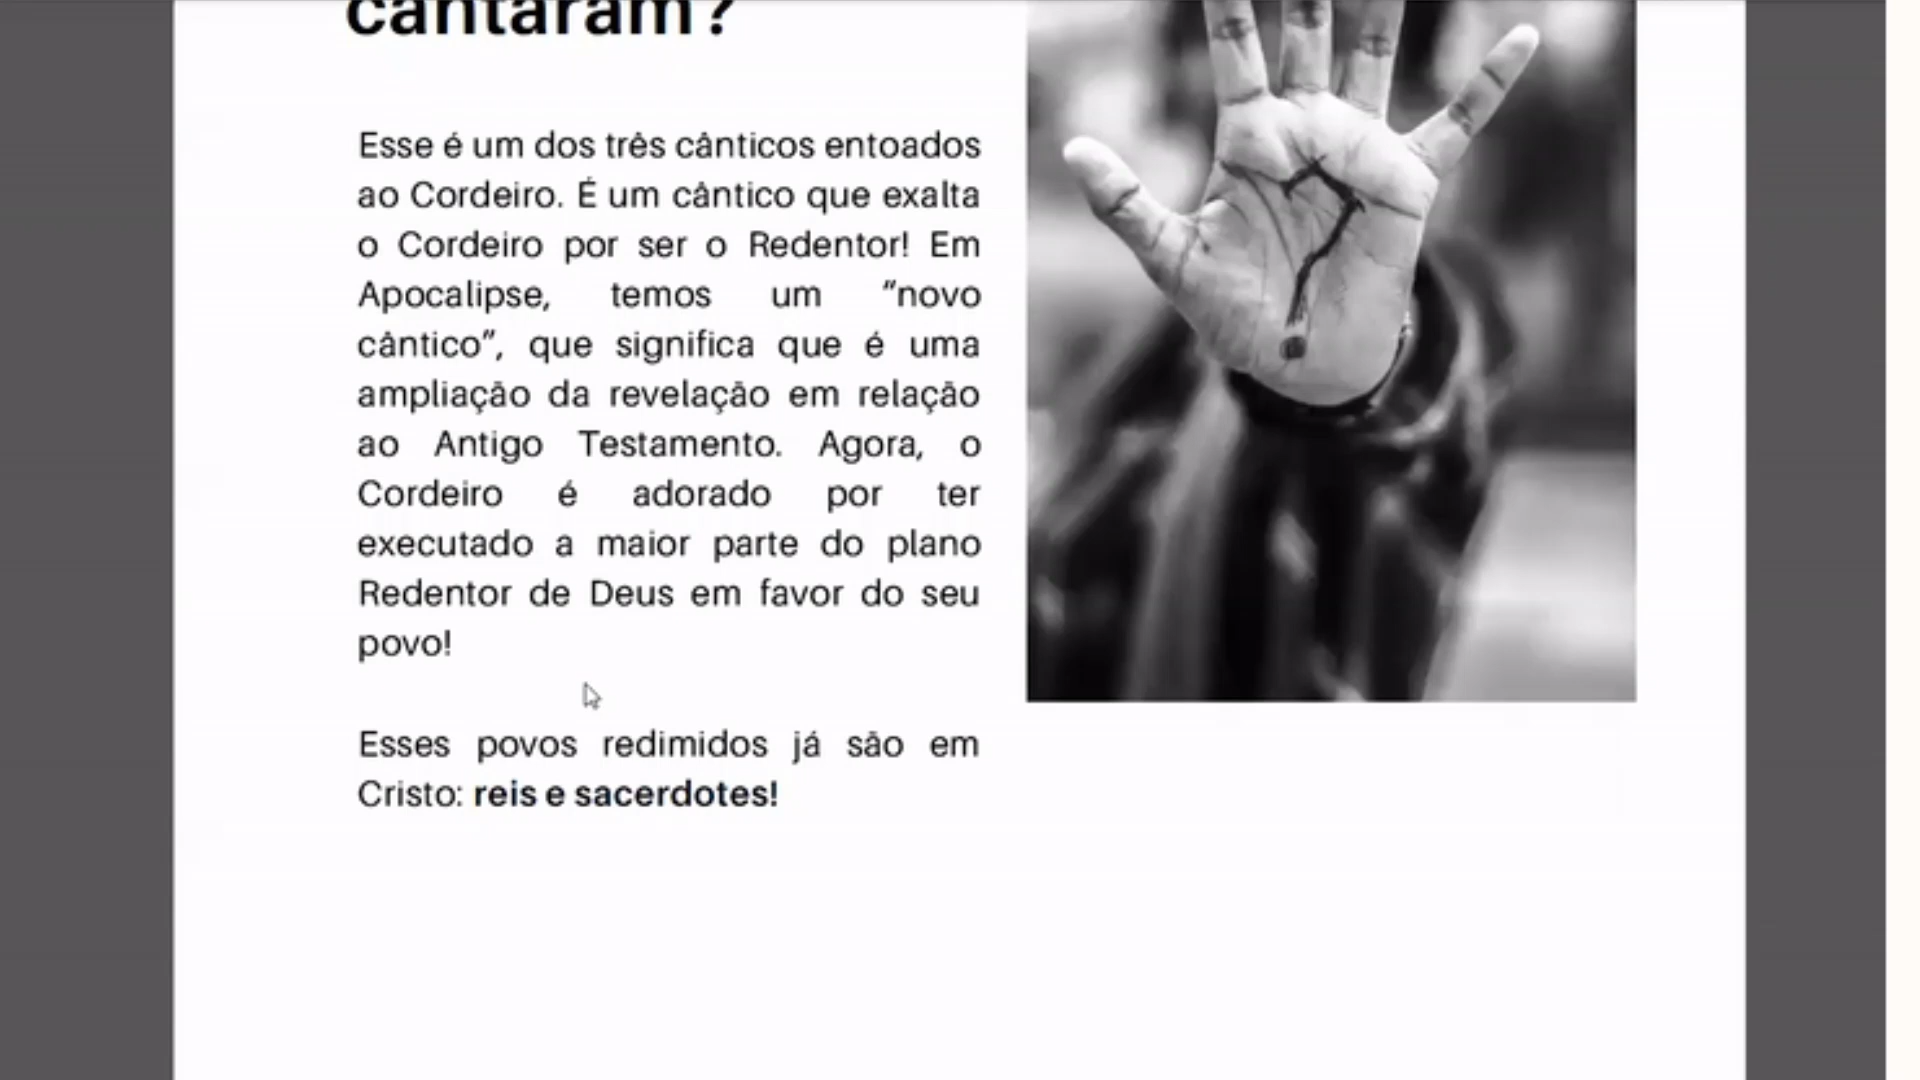 cantaram?
Esse é um dos três cânticos entoados
ao Cordeiro. É um cântico que exalta
o Cordeiro por ser o Redentor! Em
Apocalipse, temos um “novo
cântico”, que significa que é uma
ampliação da revelação em relação
ao Antigo Testamento. Agora, o
Cordeiro é adorado por ter
executado a maior parte do plano
Redentor de Deus em favor do seu
povo!
Esses povos redimidos já são em
Cristo: reis e sacerdotes!